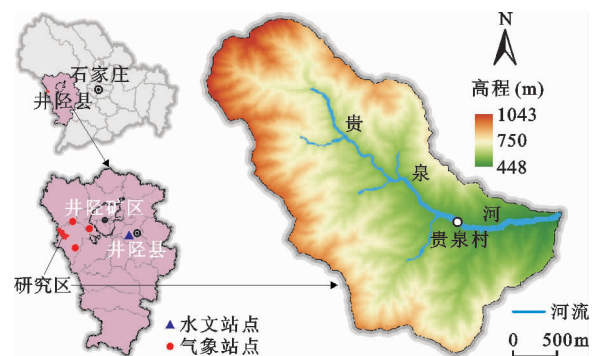 石家庄
井陉县
井陉矿区
井陉县
研究区
水文站点
气象站点
N
高程(m)
1043
750
448
贵
泉
河
贵泉村
河流
0 500m